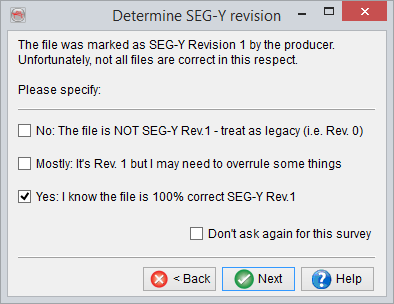 Determine SEG-Y revision
The file was marked as SEG-Y Revision 1 by the producer.
Unfortunately, not all files are correct in this respect.
Please specify:
No: The file is NOT SEG-Y Rev.1 - treat as legacy (i.e. Rev. 0)
Mostly: It's Rev. 1 but I may need to overrule some things
Yes: I know the file is 100% correct SEG-Y Rev.1
Don't ask again for this survey
< Back Next Help